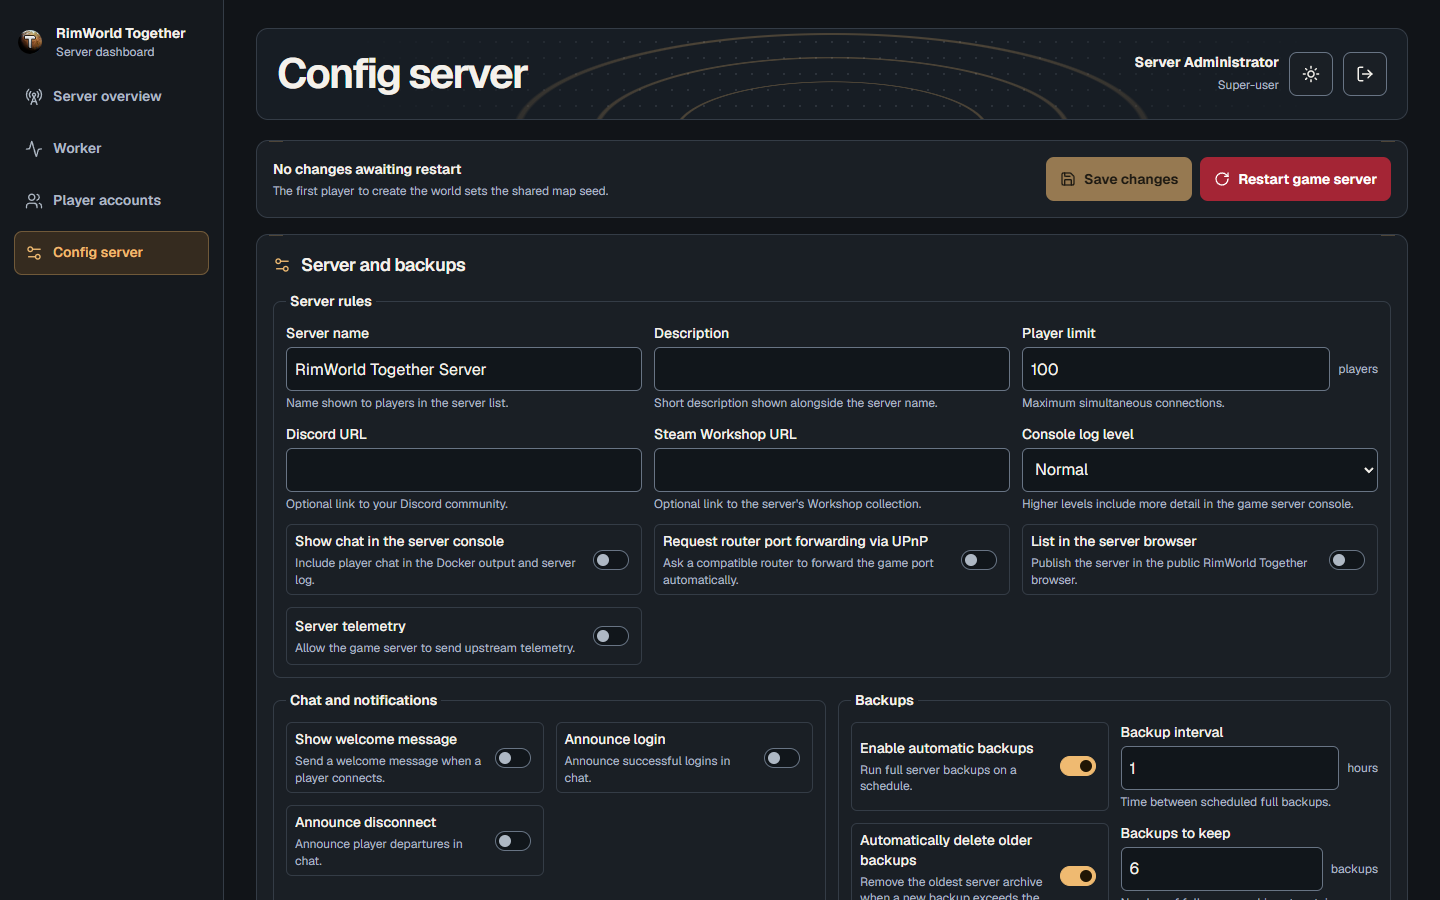 RimWorld Together
Server dashboard
Server overview
Worker
Player accounts
Config server
Config server
Server Administrator
Super-user
No changes awaiting restart
The first player to create the world sets the shared map seed.
Save changes
Restart game server
Server and backups
Server rules
Server name
RimWorld Together Server
Name shown to players in the server list.
Description
Short description shown alongside the server name.
Player limit
100
players
Maximum simultaneous connections.
Discord URL
Optional link to your Discord community.
Steam Workshop URL
Optional link to the server's Workshop collection.
Console log level
Normal
Higher levels include more detail in the game server console.
Show chat in the server console
Include player chat in the Docker output and server
log.
Request router port forwarding via UPnP
Ask a compatible router to forward the game port
automatically.
List in the server browser
Publish the server in the public RimWorld Together
browser.
Server telemetry
Allow the game server to send upstream telemetry.
Chat and notifications
Show welcome message
Send a welcome message when a
player connects.
Announce login
Announce successful logins in
chat.
Announce disconnect
Announce player departures in
chat.
Backups
Enable automatic backups
Run full server backups on a
schedule.
Backup interval
1
hours
Time between scheduled full backups.
Automatically delete older
backups
Remove the oldest server archive
when a new backup exceeds the
Backups to keep
6
backups